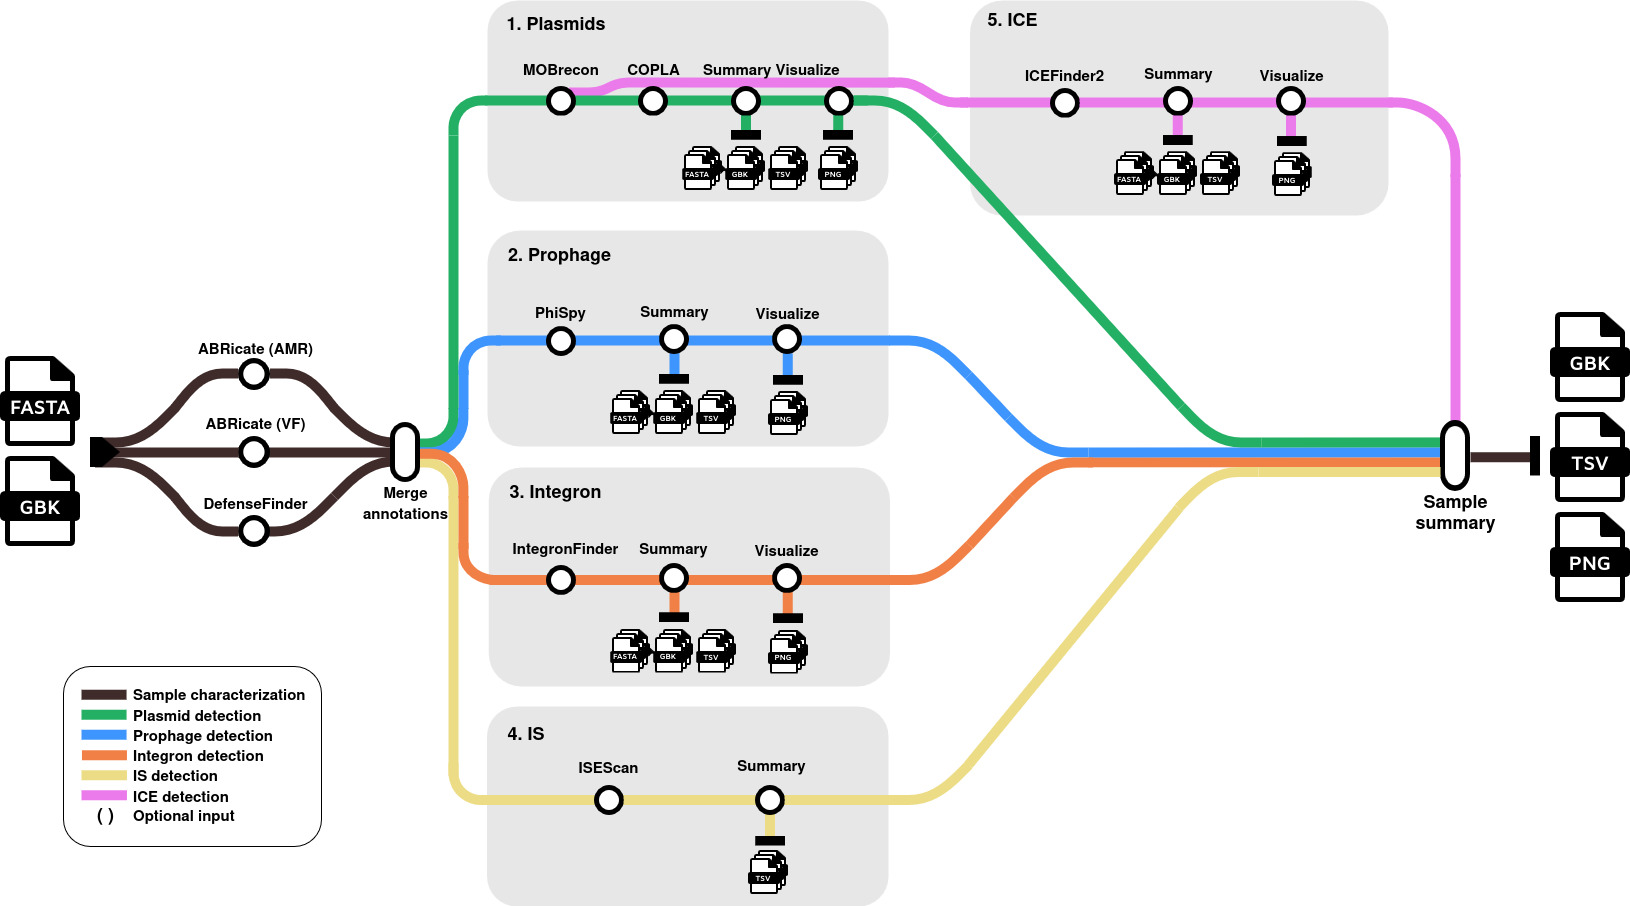 1. Plasmids
MOBrecon
COPLA
Summary Visualize
FASTA
GBK
TSV
PNG
5. ICE
ICEFinder2
Summary
Visualize
FASTA
GBK
TSV
PNG
2. Prophage
PhiSpy
Summary
Visualize
FASTA
GBK
TSV
PNG
FASTA
GBK
ABRicate (AMR)
ABRicate (VF)
DefenseFinder
Merge
annotations
3. Integron
IntegronFinder
Summary
Visualize
FASTA
GBK
TSV
PNG
4. IS
ISEScan
Summary
TSV
Sample
summary
GBK
TSV
PNG
Sample characterization
Plasmid detection
Prophage detection
Integron detection
IS detection
ICE detection
( ) Optional input